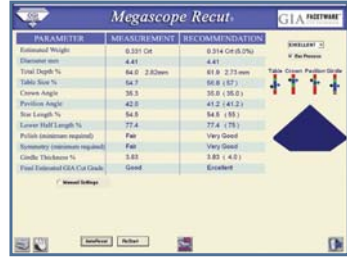 Megascope Recut
GIA FACETWARE
PARAMETER MEASUREMENT RECOMMENDATION
Estimated Weight 0.331 Crt 0.314 Crt (5.0%)
Diameter mm 4.41 4.41
Total Depth % 64.0 2.82mm 61.9 2.73 mm
Table Size % 54.7 56.8 (57)
Crown Angle 35.3 35.0 (35.0)
Pavilion Angle 42.0 41.2 (41.2)
Star Length % 54.5 54.5 (55)
Lower Half Length % 77.4 77.4 (75)
Polish (minimum required) Fair Very Good
Symmetry (minimum required) Fair Very Good
Girdle Thickness % 3.83 3.83 (4.0)
Final Estimated GIA Cut Grade Good Excellent
Manual Settings
EXCELLENT
Table Crown Pavilion Girdle